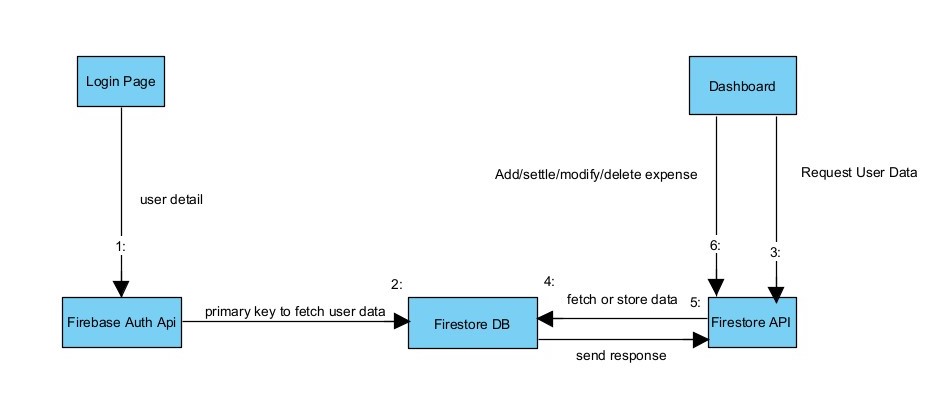 Login Page
Dashboard
Add/settle/modify/delete expense
Request User Data
user detail
1:
6:
3:
2:
4:
5:
fetch or store data
primary key to fetch user data
Firebase Auth Api
Firestore DB
Firestore API
send response